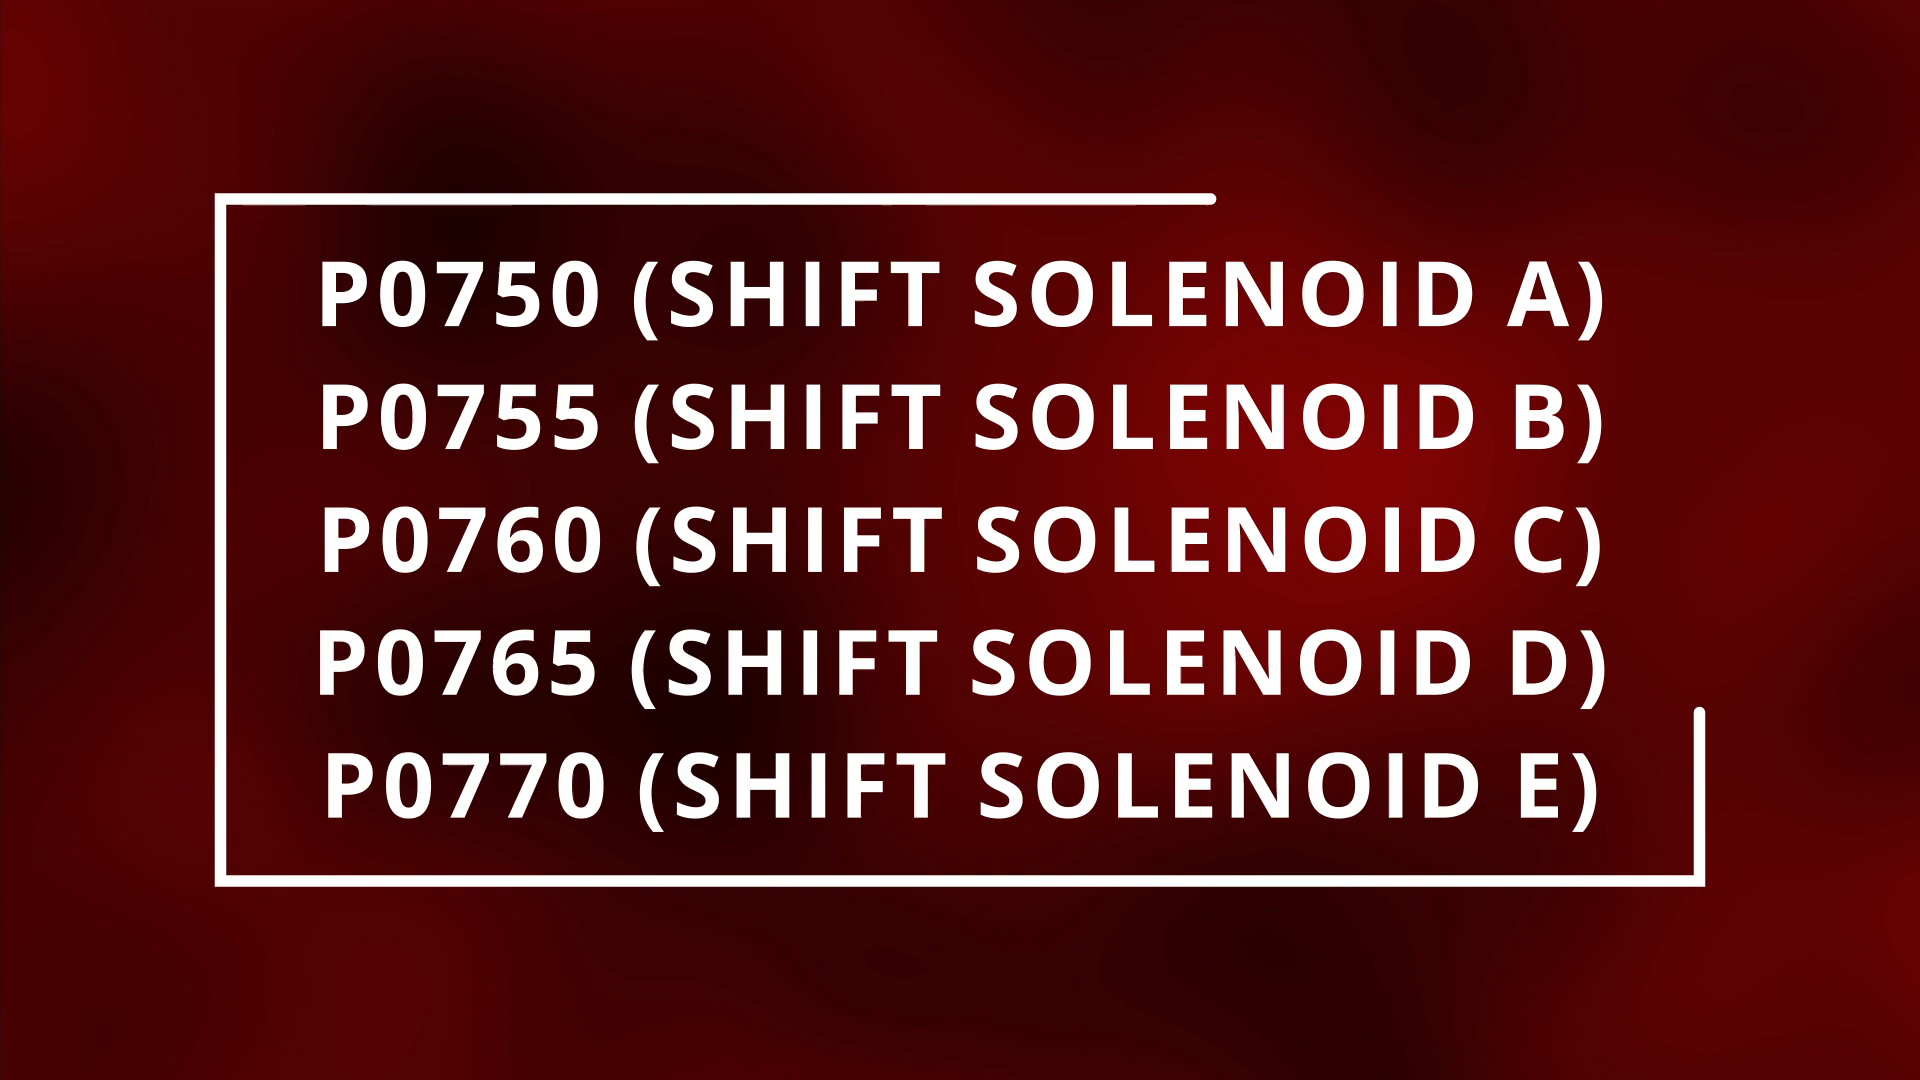 P0750 (SHIFT SOLENOID A)
P0755 (SHIFT SOLENOID B)
P0760 (SHIFT SOLENOID C)
P0765 (SHIFT SOLENOID D)
P0770 (SHIFT SOLENOID E)